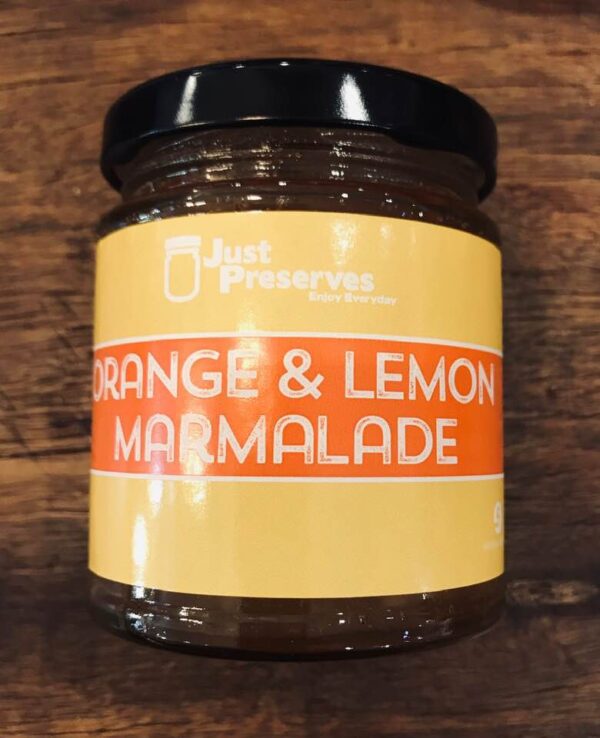 Just
Preserves
Enjoy Everyday
ORANGE & LEMON
MARMALADE